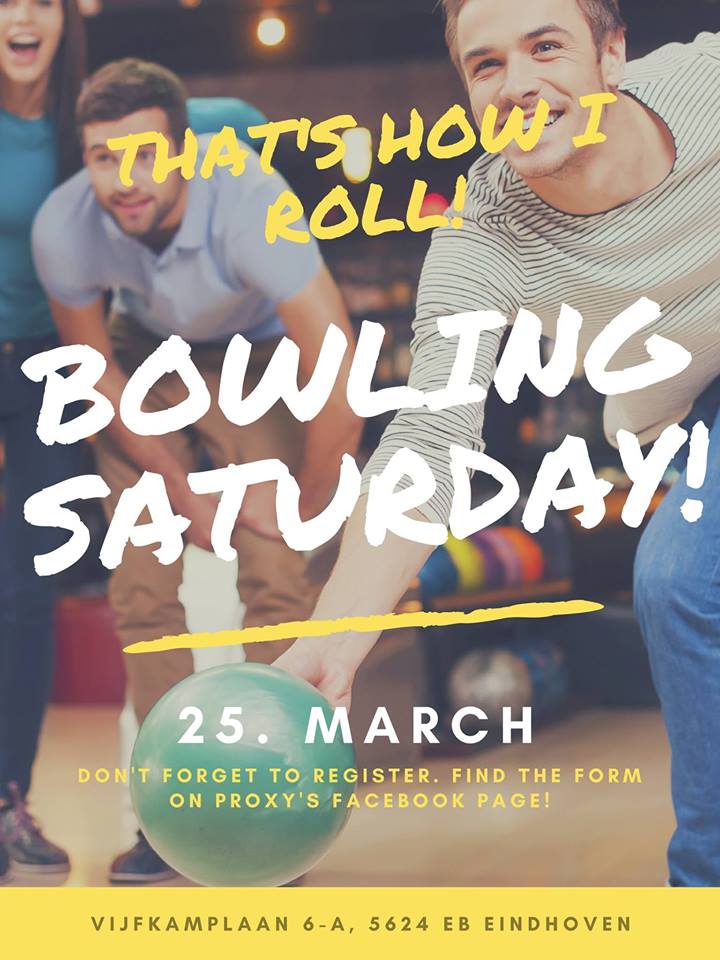 THAT'S HOW I
ROLL!
BOWLING
SATURDAY!
25. MARCH
DON'T FORGET TO REGISTER. FIND THE FORM
ON PROXY'S FACEBOOK PAGE!
VIJFKAMPLAAN 6-A, 5624 EB EINDHOVEN